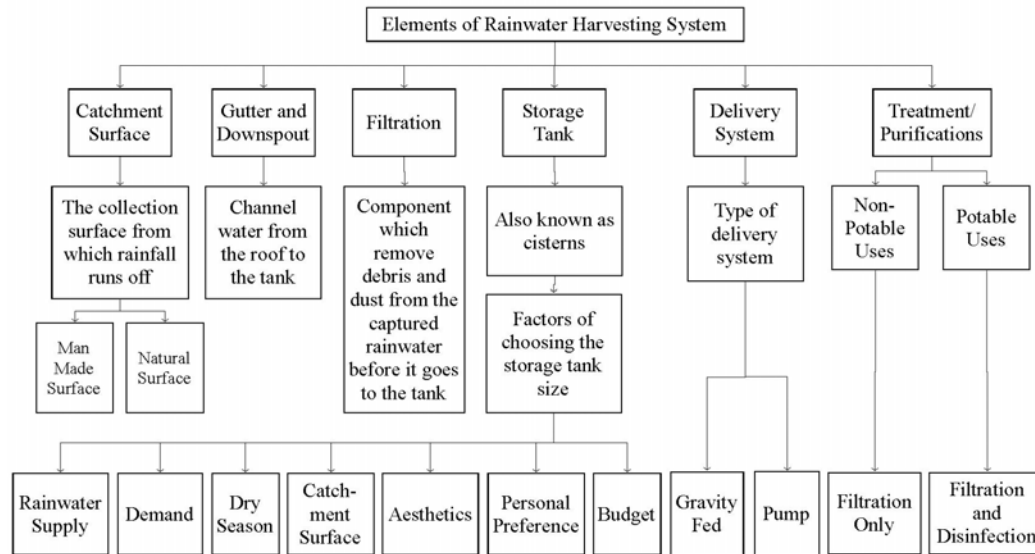 Elements of Rainwater Harvesting System
Catchment
Surface
Gutter and
Downspout
Filtration
Storage
Tank
Delivery
System
Treatment/
Purifications
The collection
surface from
which rainfall
runs off
Channel
water from
the roof to
the tank
Component
which
remove
debris and
dust from the
captured
rainwater
before it goes
to the tank
Also known as
cisterns
Type of
delivery
system
Non-
Potable
Uses
Potable
Uses
Man
Made
Surface
Natural
Surface
Factors of
choosing the
storage tank
size
Rainwater
Supply
Demand
Dry
Season
Catch-
ment
Surface
Aesthetics
Personal
Preference
Budget
Gravity
Fed
Pump
Filtration
Only
Filtration
and
Disinfection